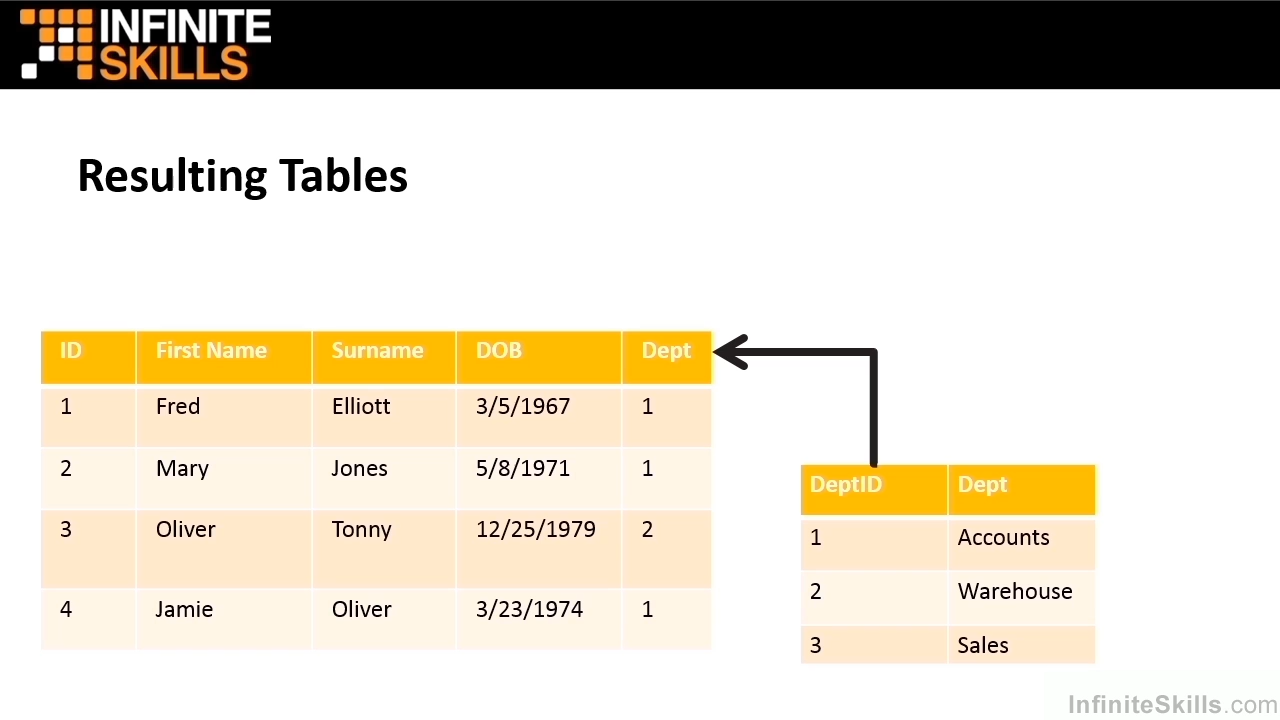 INFINITE
SKILLS
Resulting Tables
ID First Name Surname DOB Dept
1 Fred Elliott 3/5/1967 1
2 Mary Jones 5/8/1971 1
3 Oliver Tonny 12/25/1979 2
4 Jamie Oliver 3/23/1974 1
DeptID Dept
1 Accounts
2 Warehouse
3 Sales
InfiniteSkills.com